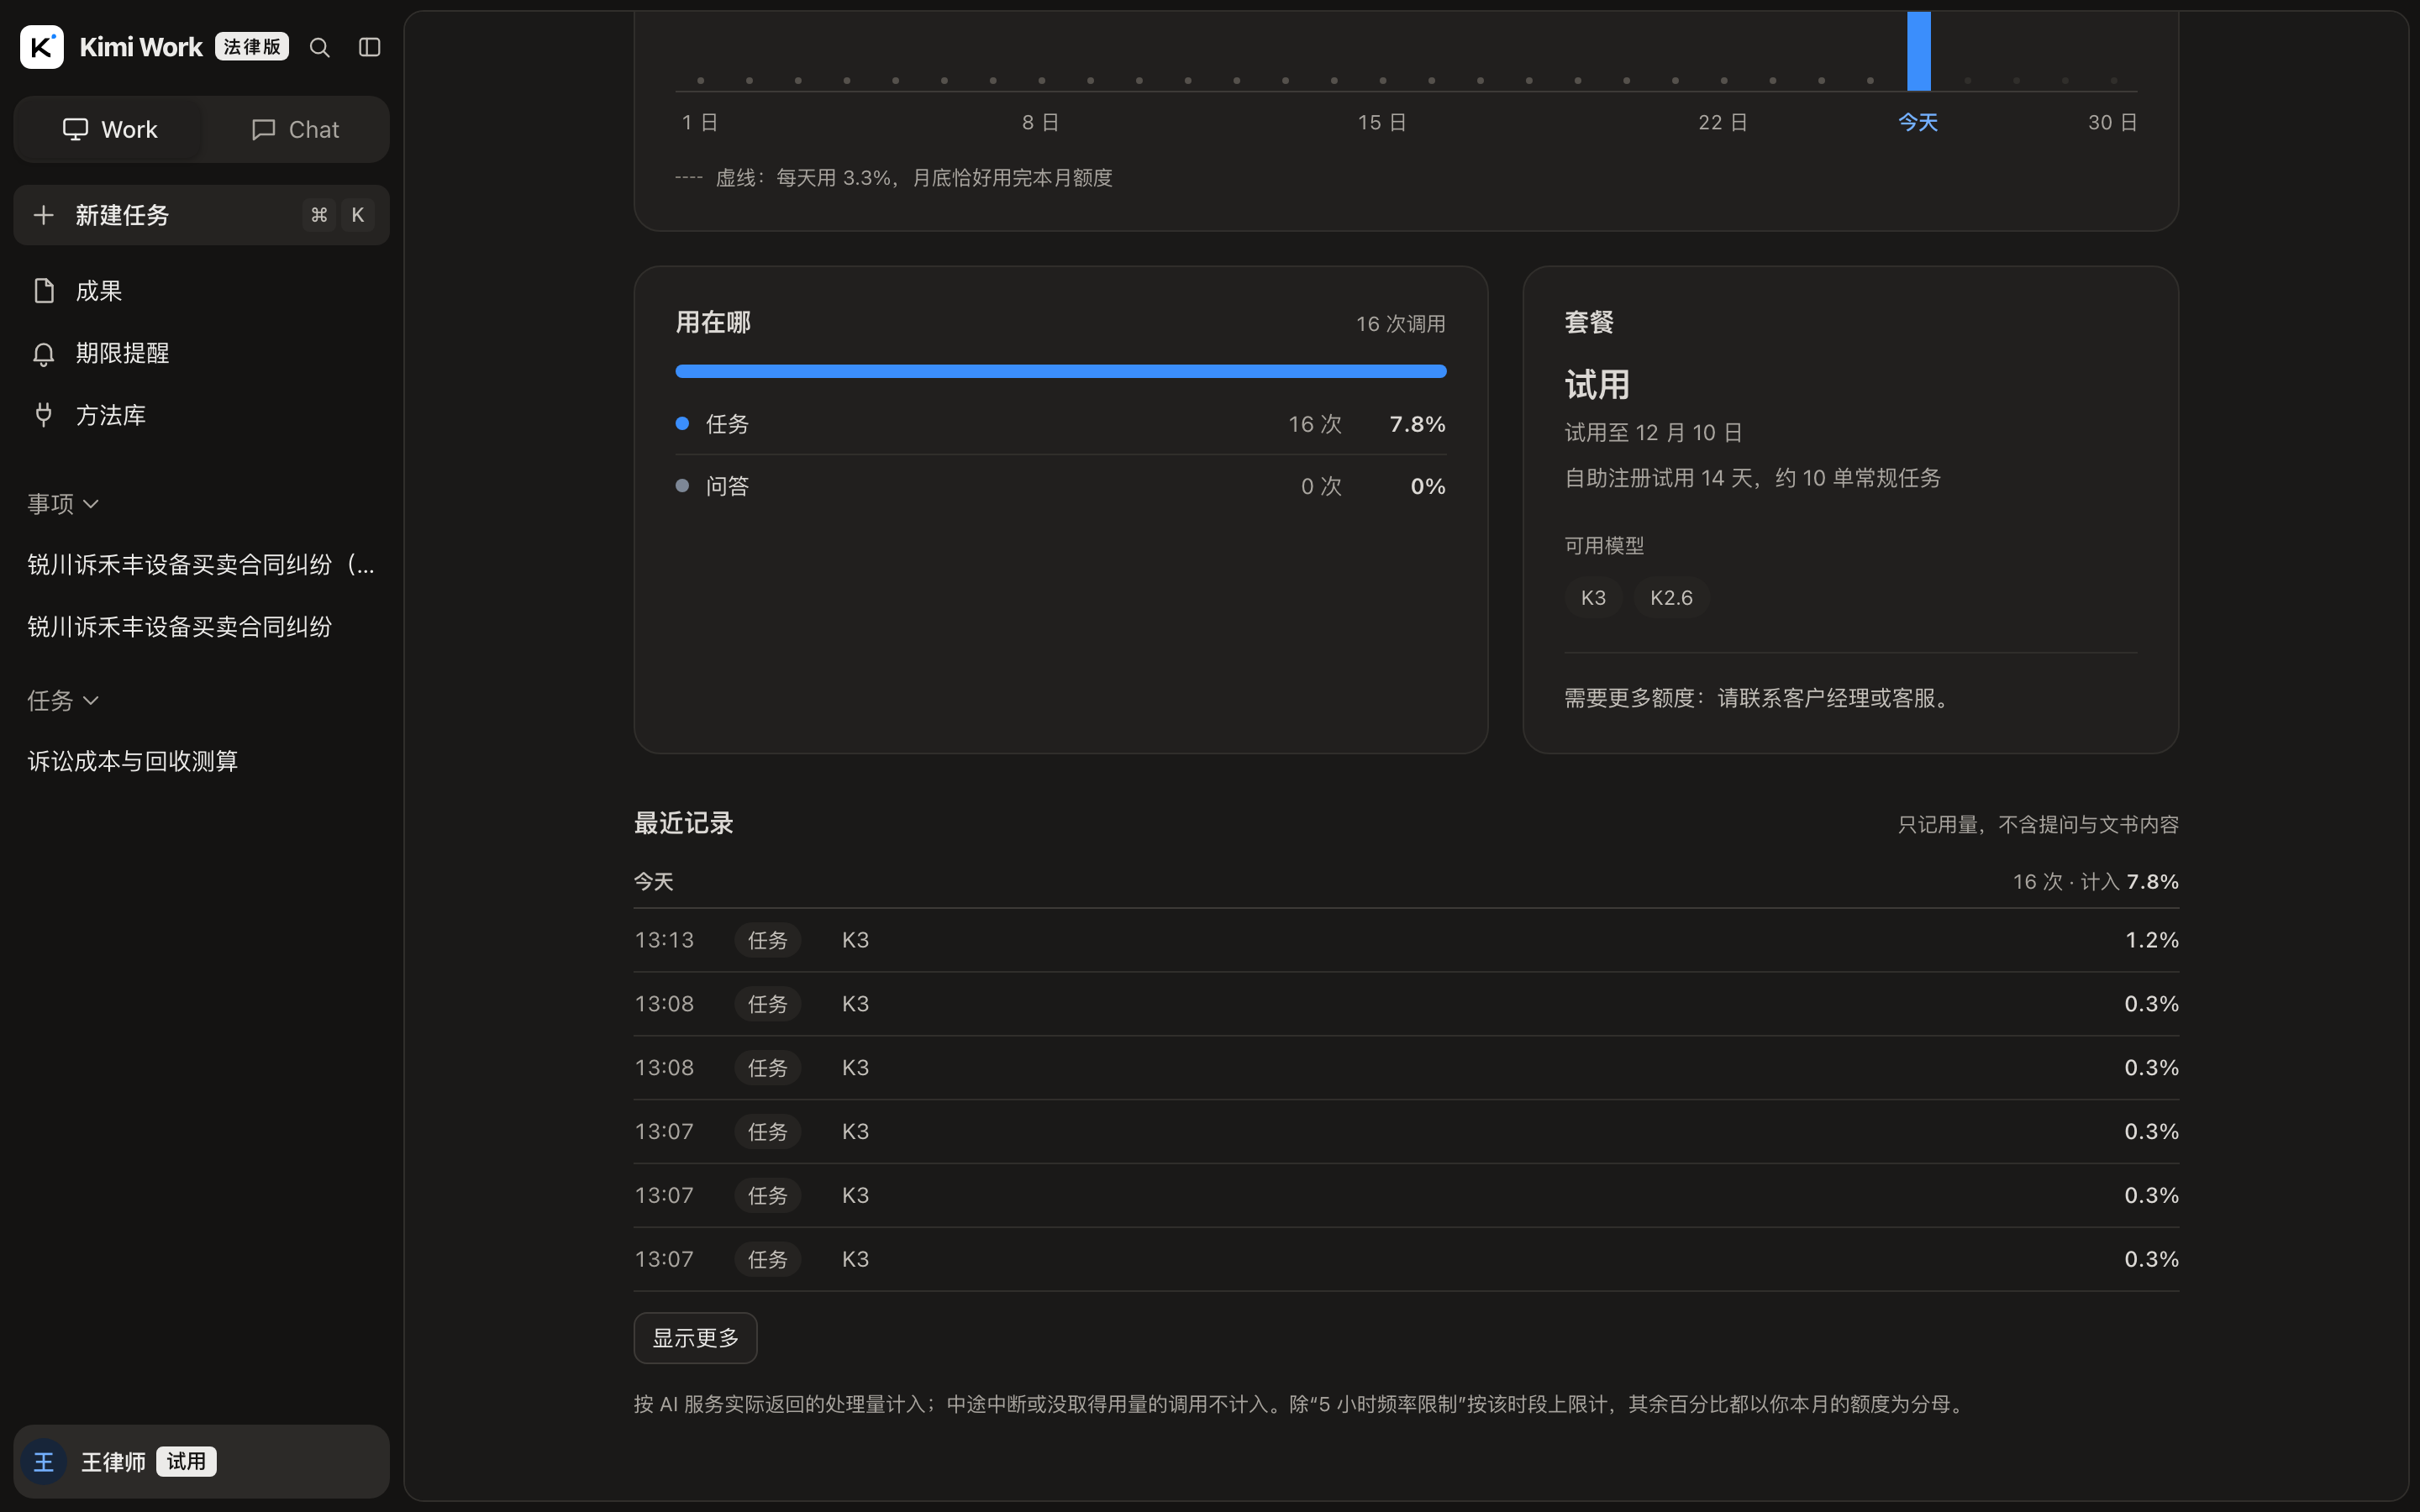 Kimi Work 法律版
Work
Chat
新建任务 ⌘ K
成果
期限提醒
方法库
事项
锐川诉禾丰设备买卖合同纠纷（...
锐川诉禾丰设备买卖合同纠纷
任务
诉讼成本与回收测算
王 王律师 试用
1 日 8 日 15 日 22 日 今天 30 日
---- 虚线：每天用 3.3%，月底恰好用完本月额度
用在哪 16 次调用
任务 16 次 7.8%
问答 0 次 0%
套餐
试用
试用至 12 月 10 日
自助注册试用 14 天，约 10 单常规任务
可用模型
K3 K2.6
需要更多额度：请联系客户经理或客服。
最近记录 只记用量，不含提问与文书内容
今天 16 次 · 计入 7.8%
13:13 任务 K3 1.2%
13:08 任务 K3 0.3%
13:08 任务 K3 0.3%
13:07 任务 K3 0.3%
13:07 任务 K3 0.3%
13:07 任务 K3 0.3%
显示更多
按 AI 服务实际返回的处理量计入；中途中断或没取得用量的调用不计入。除“5 小时频率限制”按该时段上限计，其余百分比都以你本月的额度为分母。